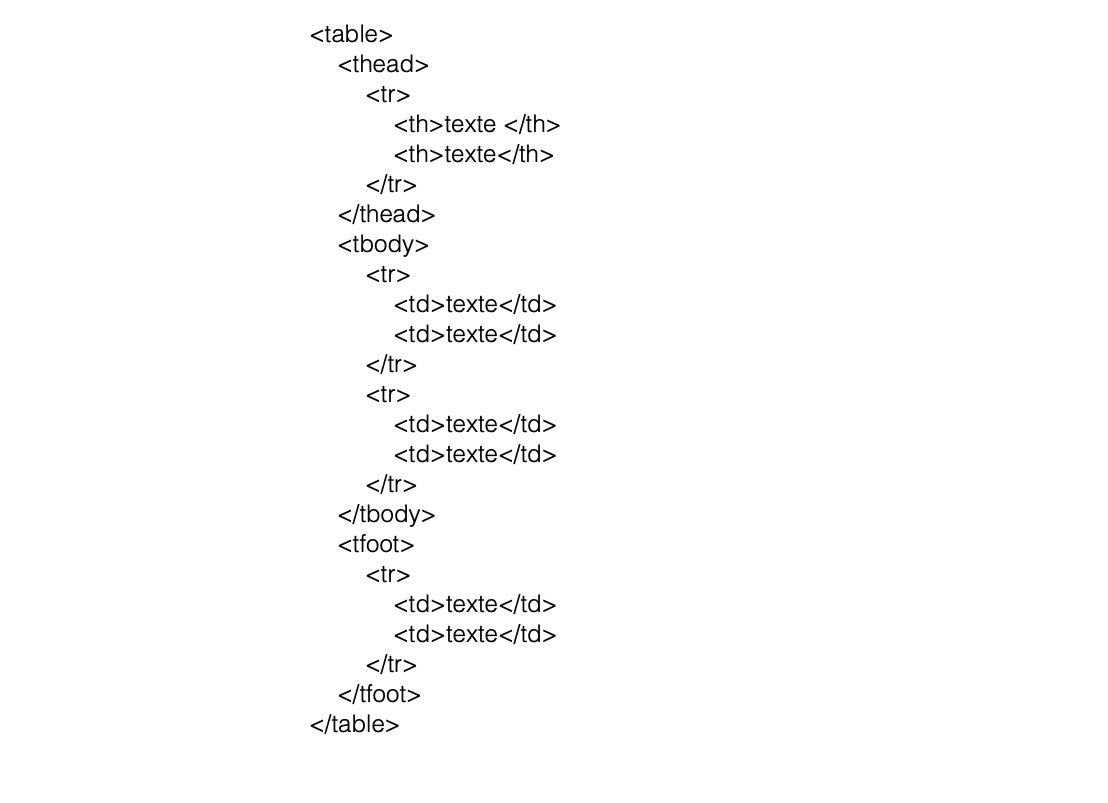 <table>
<thead>
<tr>
<th>texte </th>
<th>texte</th>
</tr>
</thead>
<tbody>
<tr>
<td>texte</td>
<td>texte</td>
</tr>
<tr>
<td>texte</td>
<td>texte</td>
</tr>
</tbody>
<tfoot>
<tr>
<td>texte</td>
<td>texte</td>
</tr>
</tfoot>
</table>